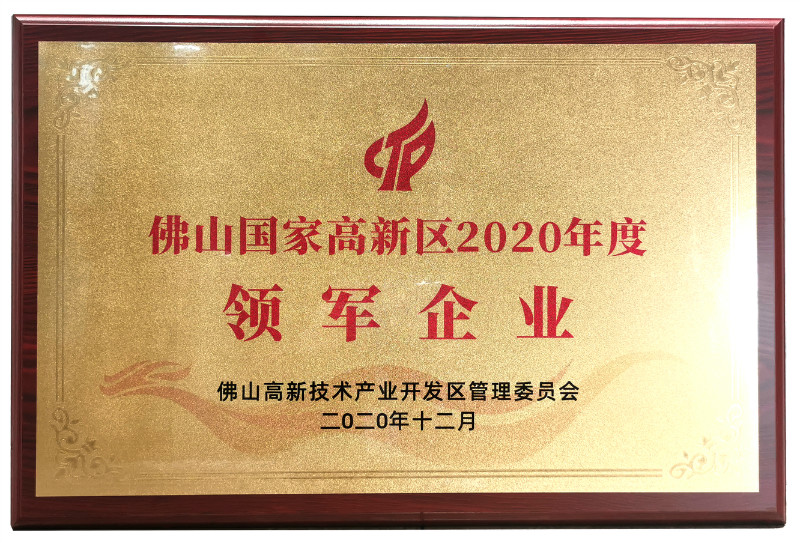 佛山国家高新区2020年度
领军企业
佛山高新技术产业开发区管理委员会
二0二0年十二月